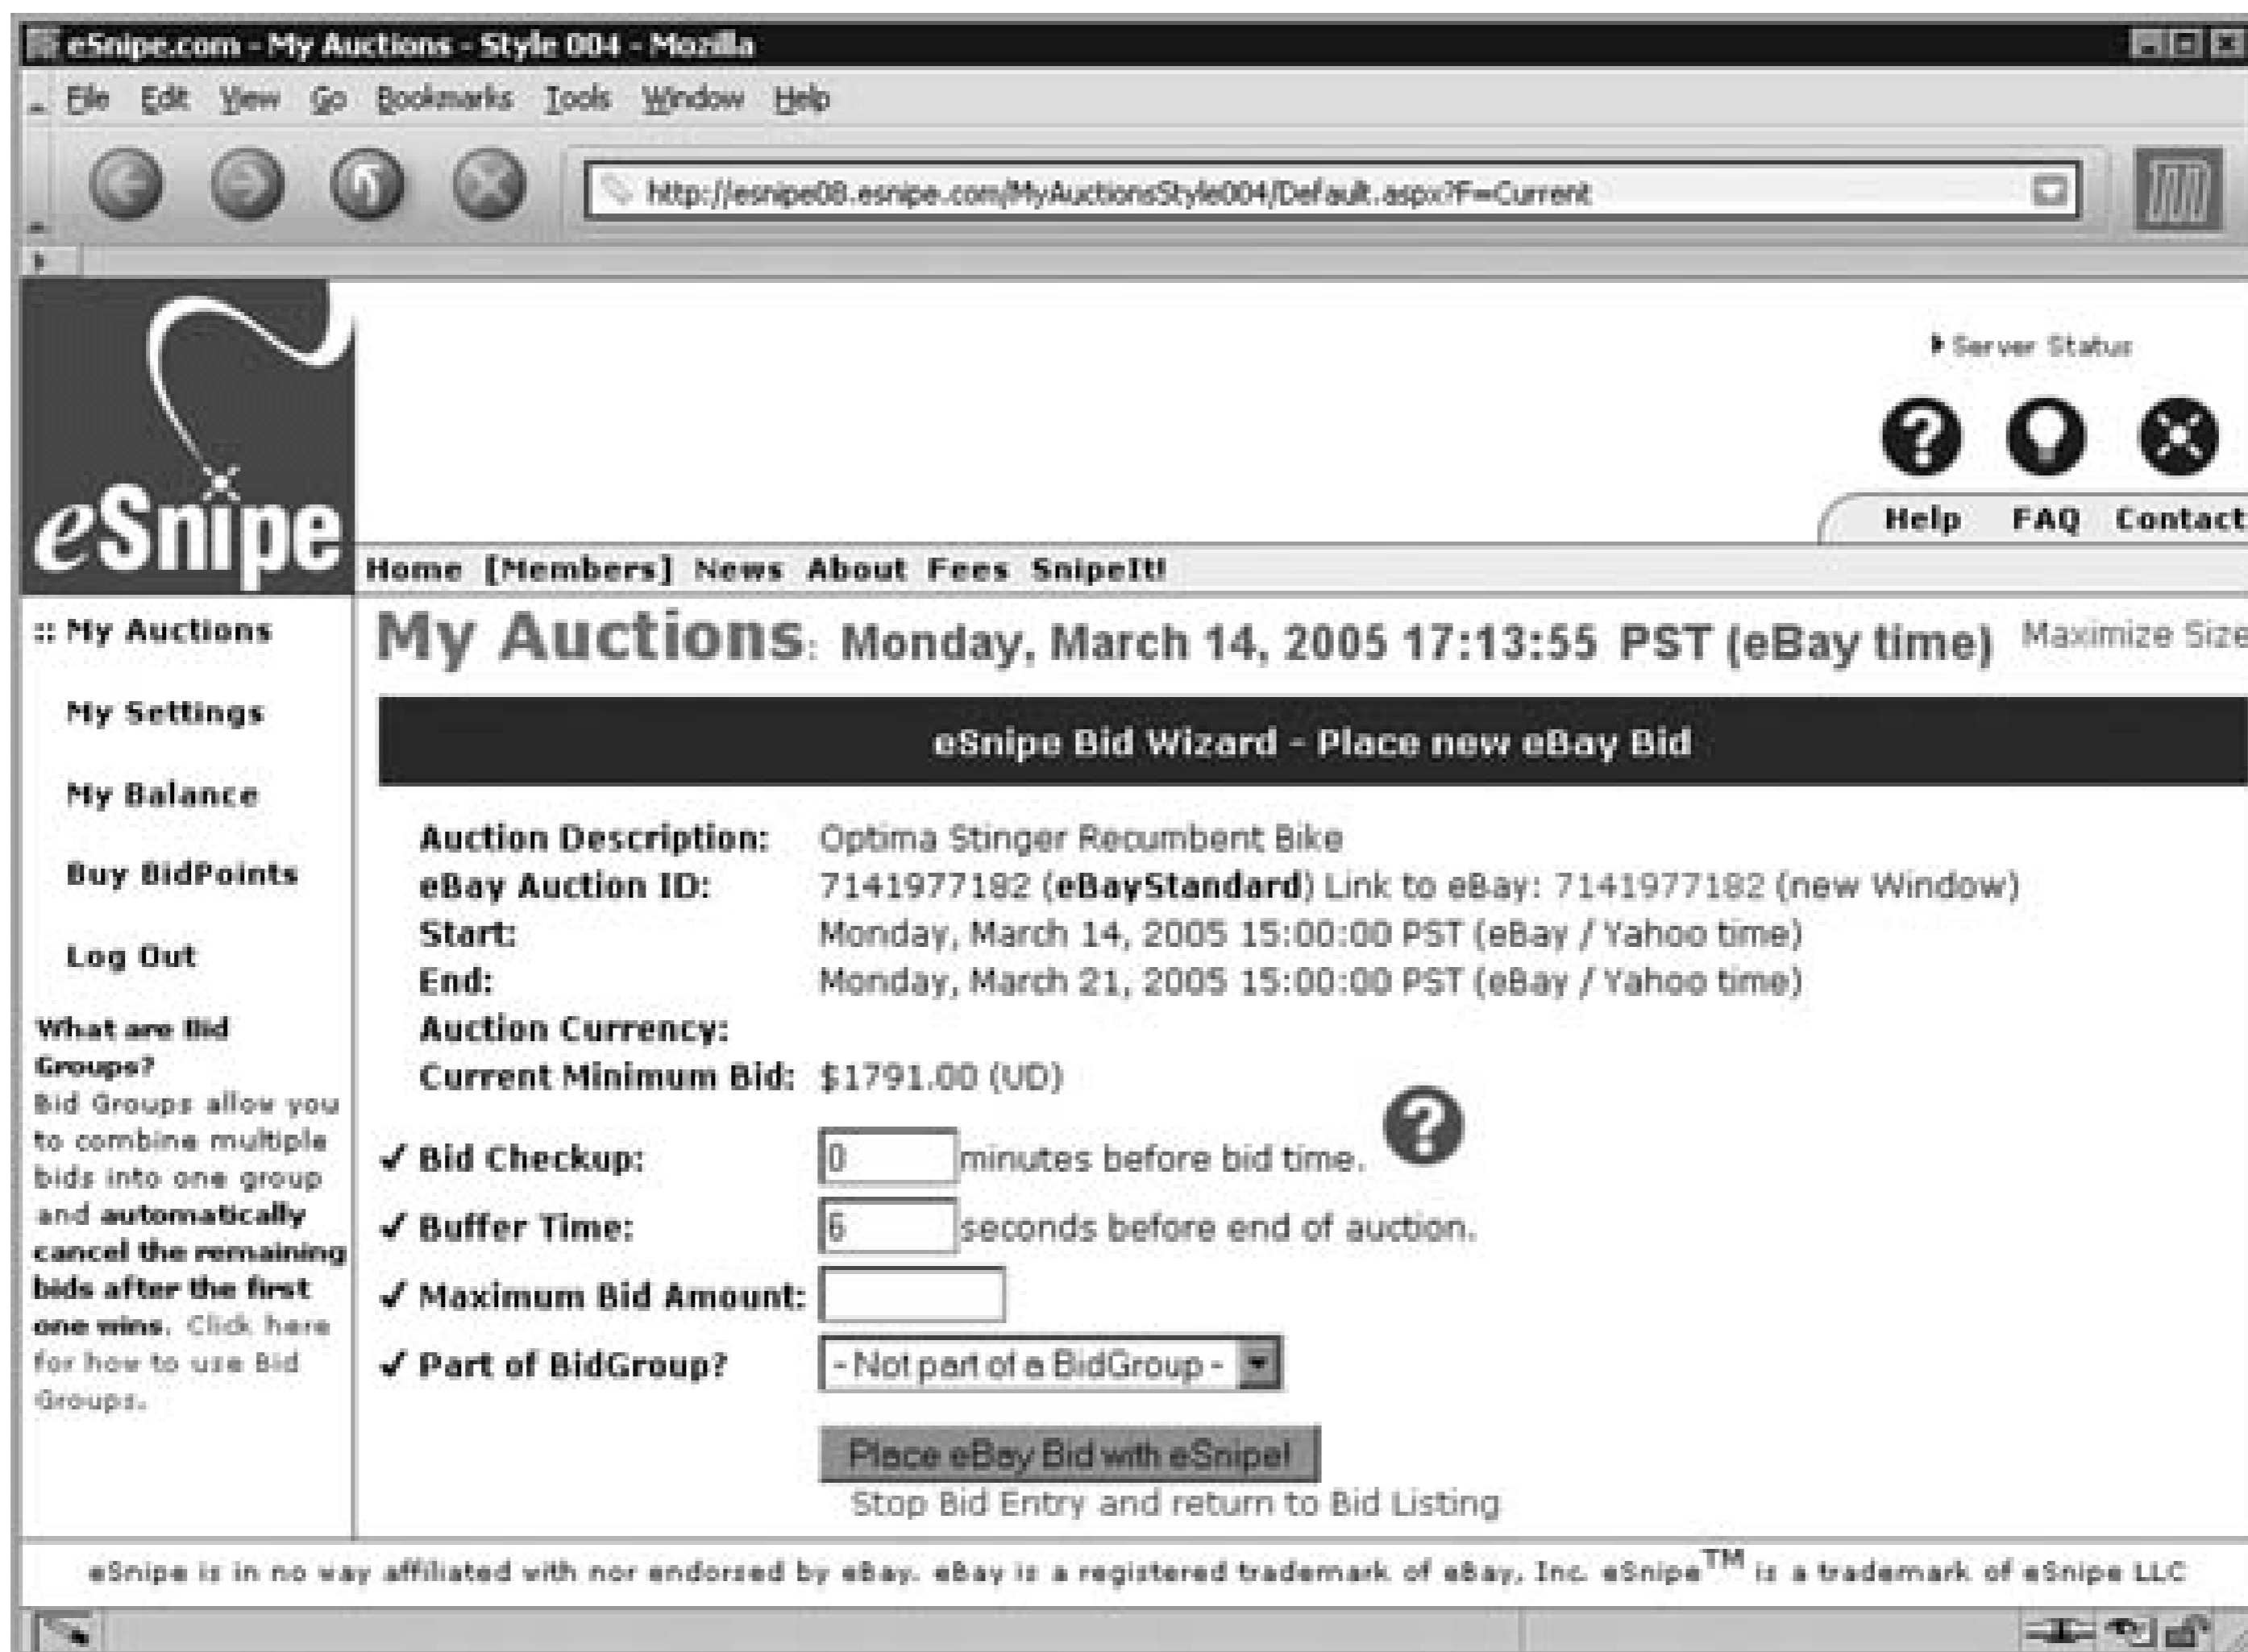 eSnipe.com - My Auctions - Style 004 - Mozilla
File Edit View Go Bookmarks Tools Window Help
http://esnipe08.esnipe.com/MyAuctionsStyle004/Default.aspx?F=Current
Server Status
eSnipe
Help FAQ Contact
Home [Members] News About Fees SnipeIt!
:: My Auctions
My Settings
My Balance
Buy BidPoints
Log Out
What are Bid
Groups?
Bid Groups allow you
to combine multiple
bids into one group
and automatically
cancel the remaining
bids after the first
one wins. Click here
for how to use Bid
Groups.
My Auctions: Monday, March 14, 2005 17:13:55 PST (eBay time) Maximize Size
eSnipe Bid Wizard - Place new eBay Bid
Auction Description: Optima Stinger Recumbent Bike
eBay Auction ID: 7141977182 (eBayStandard) Link to eBay: 7141977182 (new Window)
Start: Monday, March 14, 2005 15:00:00 PST (eBay / Yahoo time)
End: Monday, March 21, 2005 15:00:00 PST (eBay / Yahoo time)
Auction Currency:
Current Minimum Bid: $1791.00 (UD)
✓ Bid Checkup: 0 minutes before bid time. ?
✓ Buffer Time: 6 seconds before end of auction.
✓ Maximum Bid Amount:
✓ Part of BidGroup? - Not part of a BidGroup -
Place eBay Bid with eSnipe!
Stop Bid Entry and return to Bid Listing
eSnipe is in no way affiliated with nor endorsed by eBay. eBay is a registered trademark of eBay, Inc. eSnipe™ is a trademark of eSnipe LLC